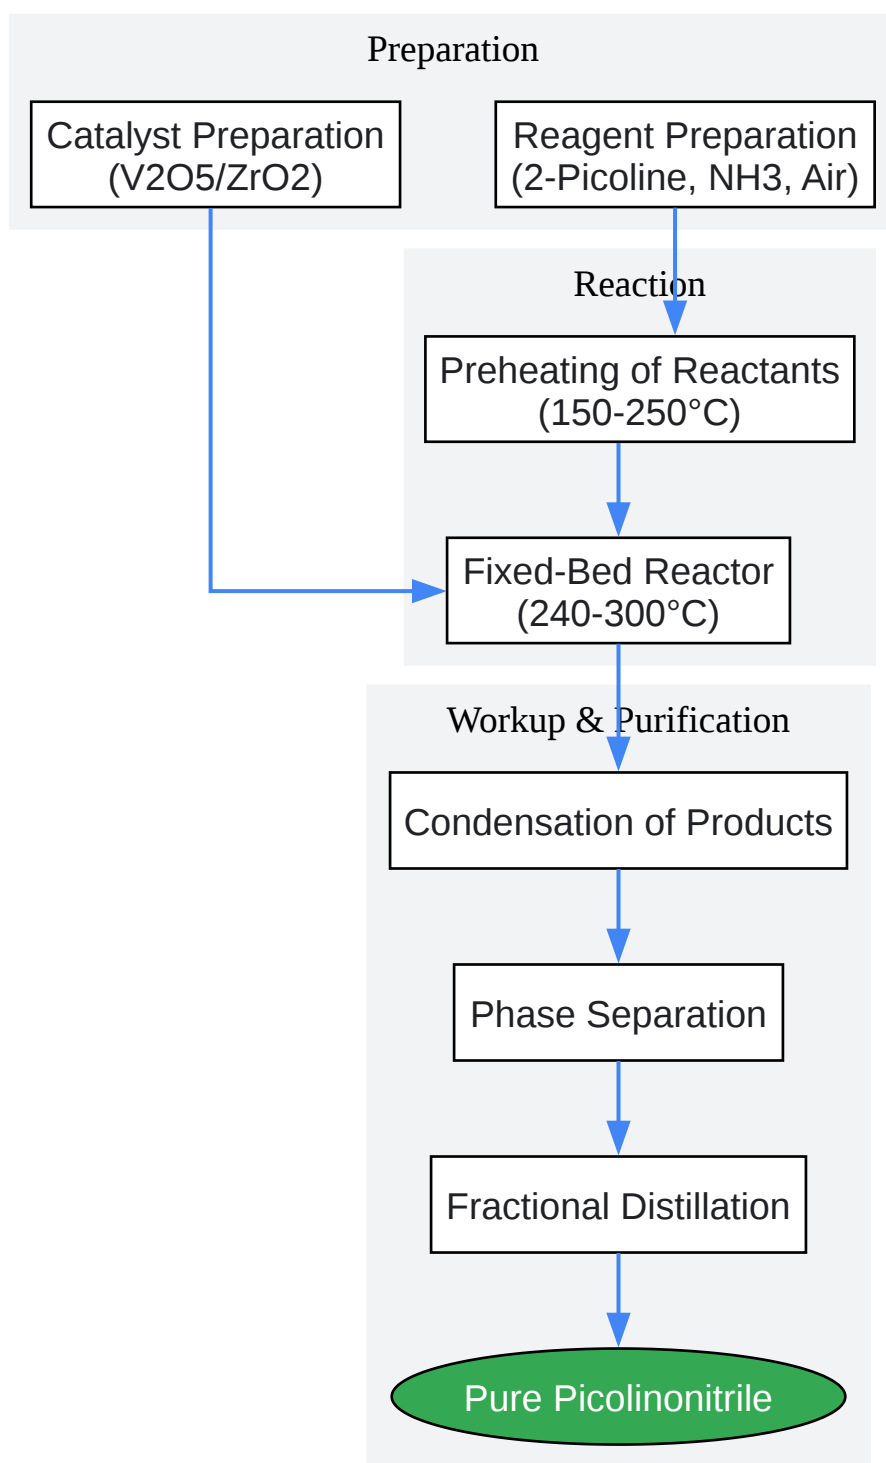 Preparation
Catalyst Preparation
(V2O5/ZrO2)
Reagent Preparation
(2-Picoline, NH3, Air)
Reaction
Preheating of Reactants
(150-250°C)
Fixed-Bed Reactor
(240-300°C)
Workup & Purification
Condensation of Products
Phase Separation
Fractional Distillation
Pure Picolinonitrile